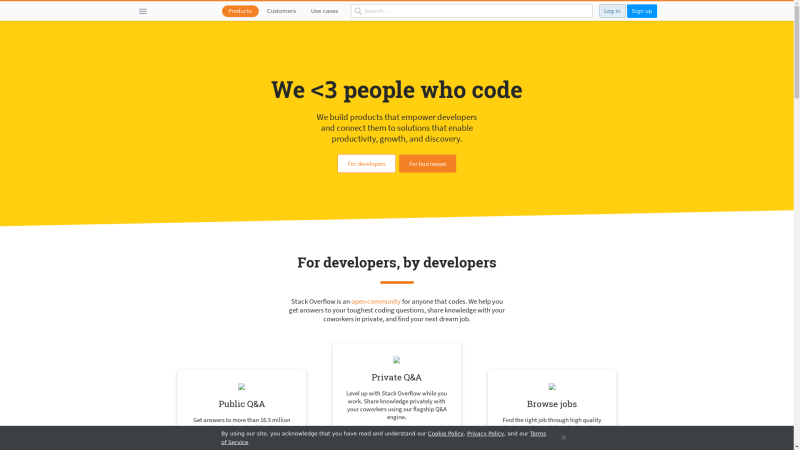 Products Customers Use cases Search… Log in Sign up
We <3 people who code
We build products that empower developers
and connect them to solutions that enable
productivity, growth, and discovery.
For developers For businesses
For developers, by developers
Stack Overflow is an open community for anyone that codes. We help you
get answers to your toughest coding questions, share knowledge with your
coworkers in private, and find your next dream job.
Public Q&A
Get answers to more than 16.5 million
Private Q&A
Level up with Stack Overflow while you
work. Share knowledge privately with
your coworkers using our flagship Q&A
engine.
Browse jobs
Find the right job through high quality
By using our site, you acknowledge that you have read and understand our Cookie Policy, Privacy Policy, and our Terms
of Service.